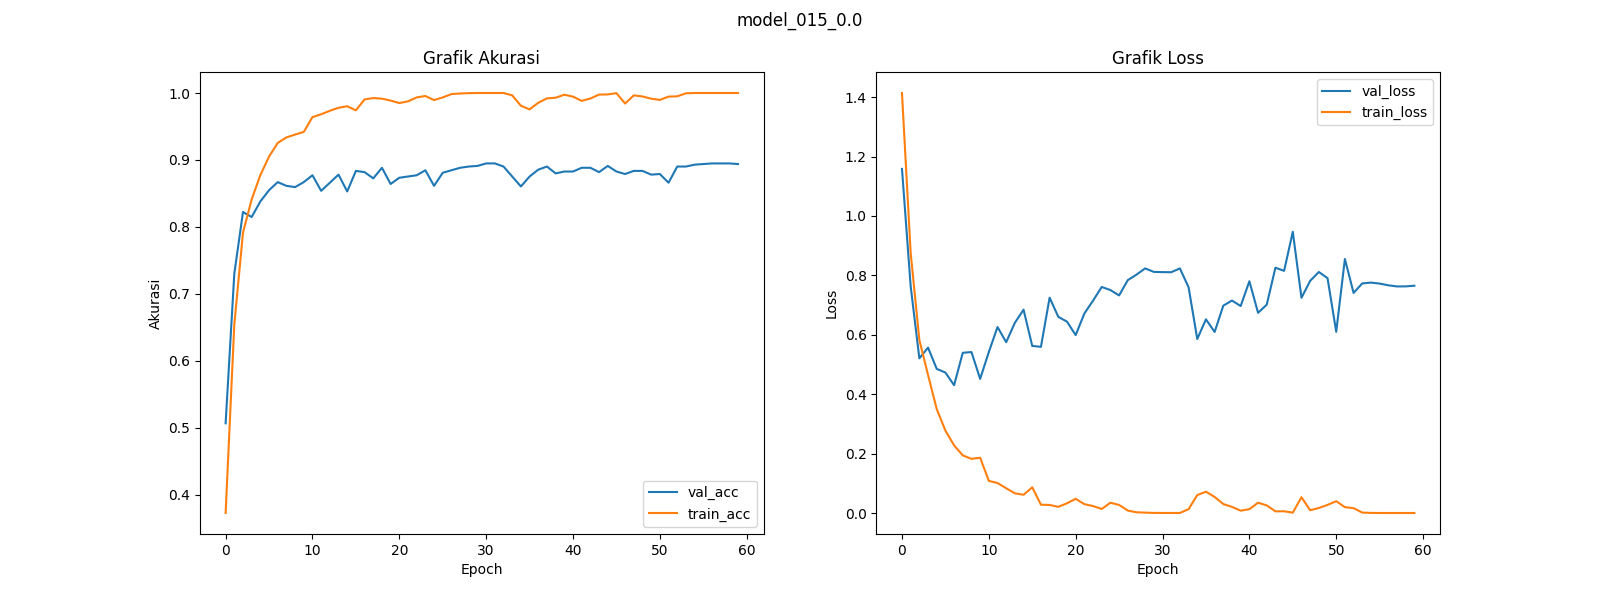 model_015_0.0
Grafik Akurasi
1.0
0.9
0.8
0.7
0.6
0.5
0.4
Akurasi
0 10 20 30 40 50 60
Epoch
val_acc
train_acc
Grafik Loss
1.4
1.2
1.0
0.8
0.6
0.4
0.2
0.0
Loss
0 10 20 30 40 50 60
Epoch
val_loss
train_loss